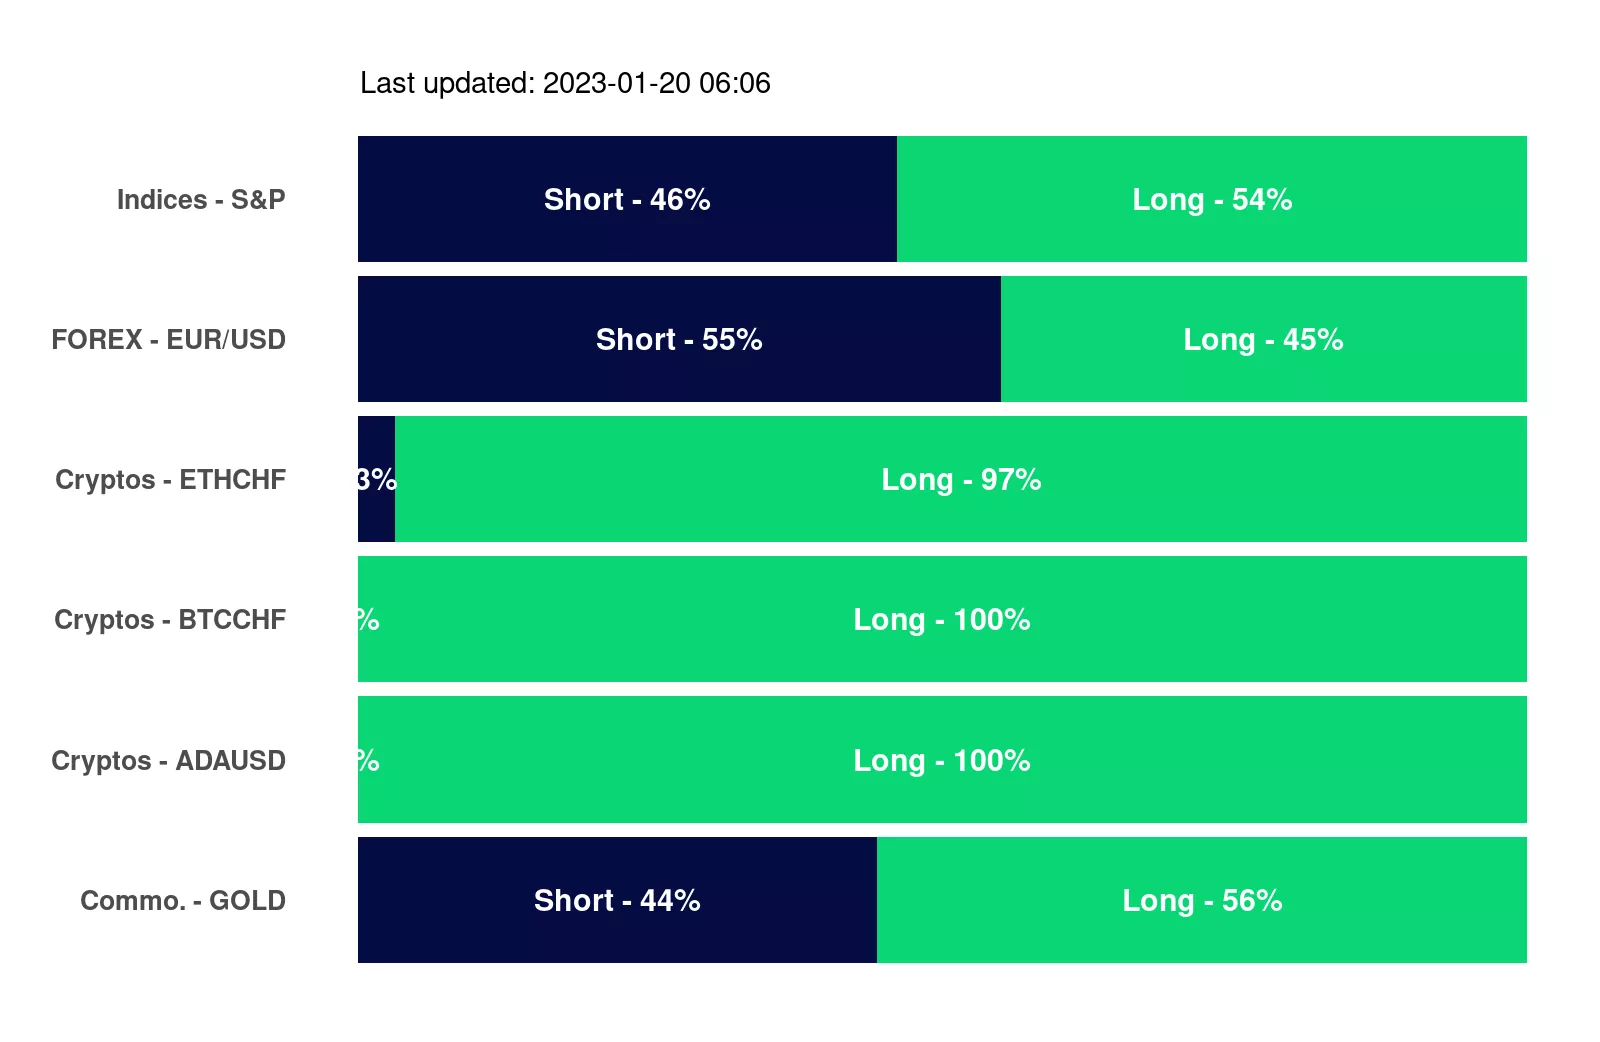 Last updated: 2023-01-20 06:06
Indices - S&P Short - 46% Long - 54%
FOREX - EUR/USD Short - 55% Long - 45%
Cryptos - ETHCHF 3% Long - 97%
Cryptos - BTCCHF % Long - 100%
Cryptos - ADAUSD % Long - 100%
Commo. - GOLD Short - 44% Long - 56%